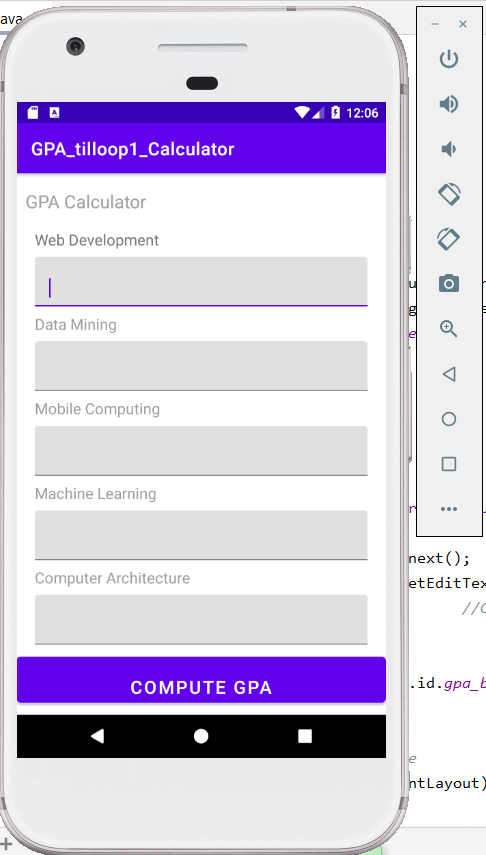 ava
12:06
GPA_tilloop1_Calculator
GPA Calculator
Web Development
Data Mining
Mobile Computing
Machine Learning
Computer Architecture
next();
etEditTex
//C
COMPUTE GPA
.id.gpa_b
e
ntLayout)